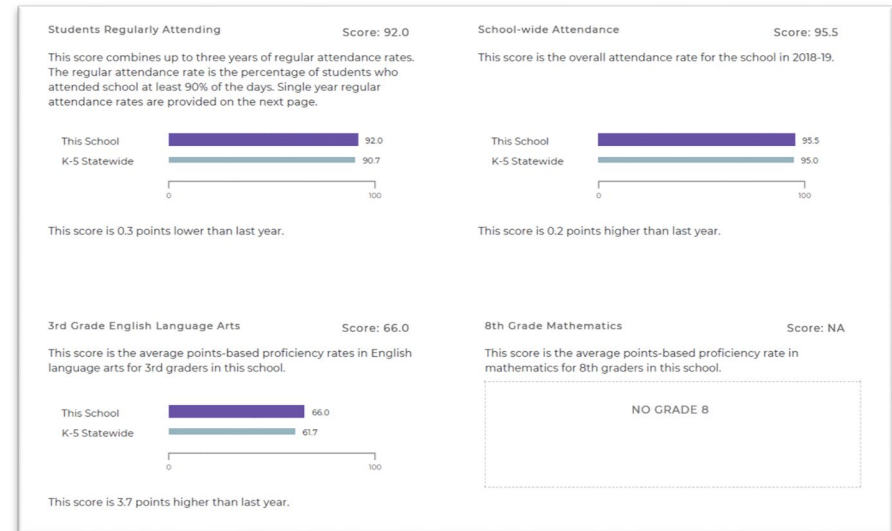 Students Regularly Attending
Score: 92.0
This score combines up to three years of regular attendance rates.
The regular attendance rate is the percentage of students who
attended school at least 90% of the days. Single year regular
attendance rates are provided on the next page.
This School
92.0
K-5 Statewide
90.7
0
100
This score is 0.3 points lower than last year.
School-wide Attendance
Score: 95.5
This score is the overall attendance rate for the school in 2018-19.
This School
95.5
K-5 Statewide
95.0
0
100
This score is 0.2 points higher than last year.
3rd Grade English Language Arts
Score: 66.0
This score is the average points-based proficiency rates in English
language arts for 3rd graders in this school.
This School
66.0
K-5 Statewide
61.7
0
100
This score is 3.7 points higher than last year.
8th Grade Mathematics
Score: NA
This score is the average points-based proficiency rate in
mathematics for 8th graders in this school.
NO GRADE 8